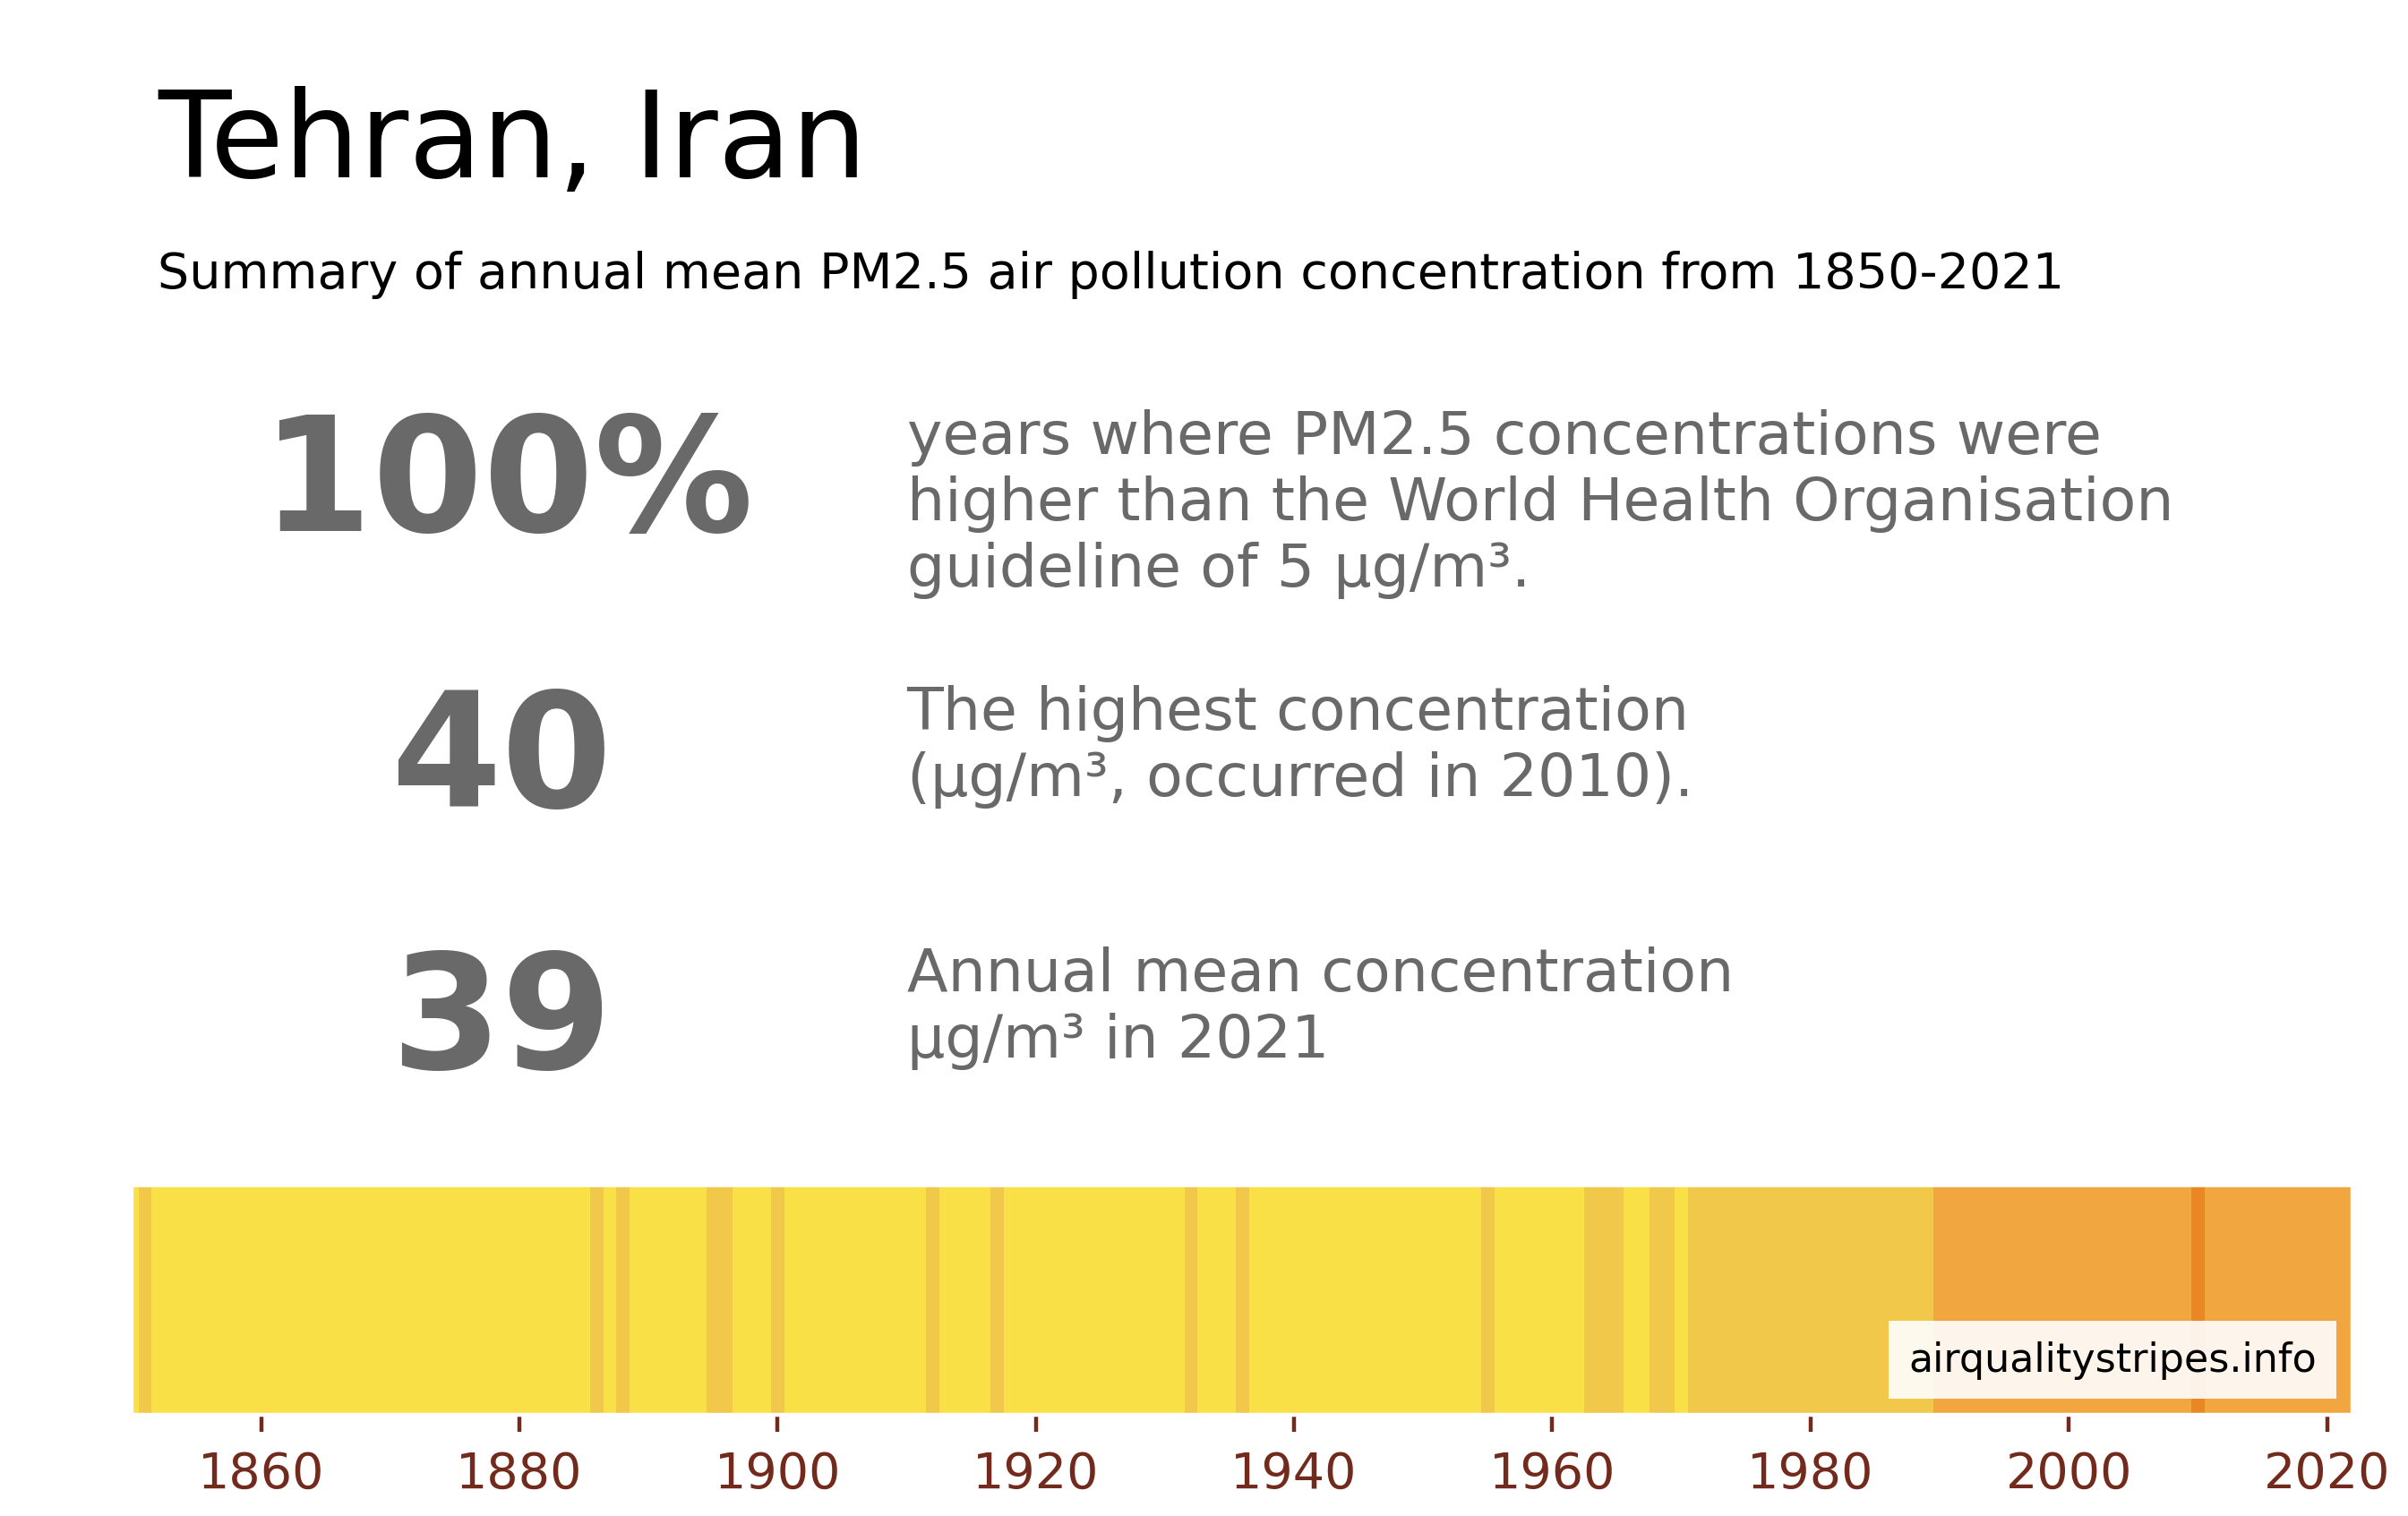 Tehran, Iran
Summary of annual mean PM2.5 air pollution concentration from 1850-2021
100%
years where PM2.5 concentrations were
higher than the World Health Organisation
guideline of 5 µg/m³.
40
The highest concentration
(µg/m³, occurred in 2010).
39
Annual mean concentration
µg/m³ in 2021
airqualitystripes.info
1860 1880 1900 1920 1940 1960 1980 2000 2020